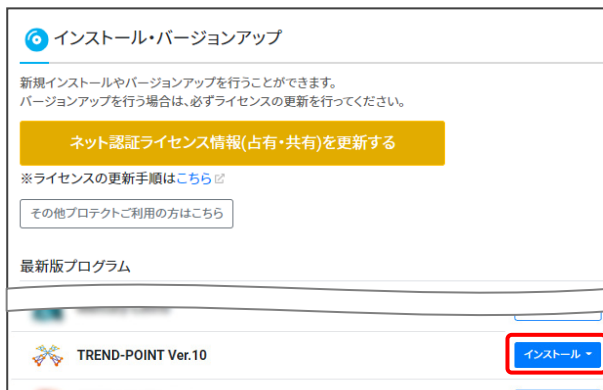 インストール・バージョンアップ
新規インストールやバージョンアップを行うことができます。
バージョンアップを行う場合は、必ずライセンスの更新を行ってください。
ネット認証ライセンス情報(占有・共有)を更新する
※ライセンスの更新手順はこちら
その他プロテクトご利用の方はこちら
最新版プログラム
TREND-POINT Ver.10
インストール